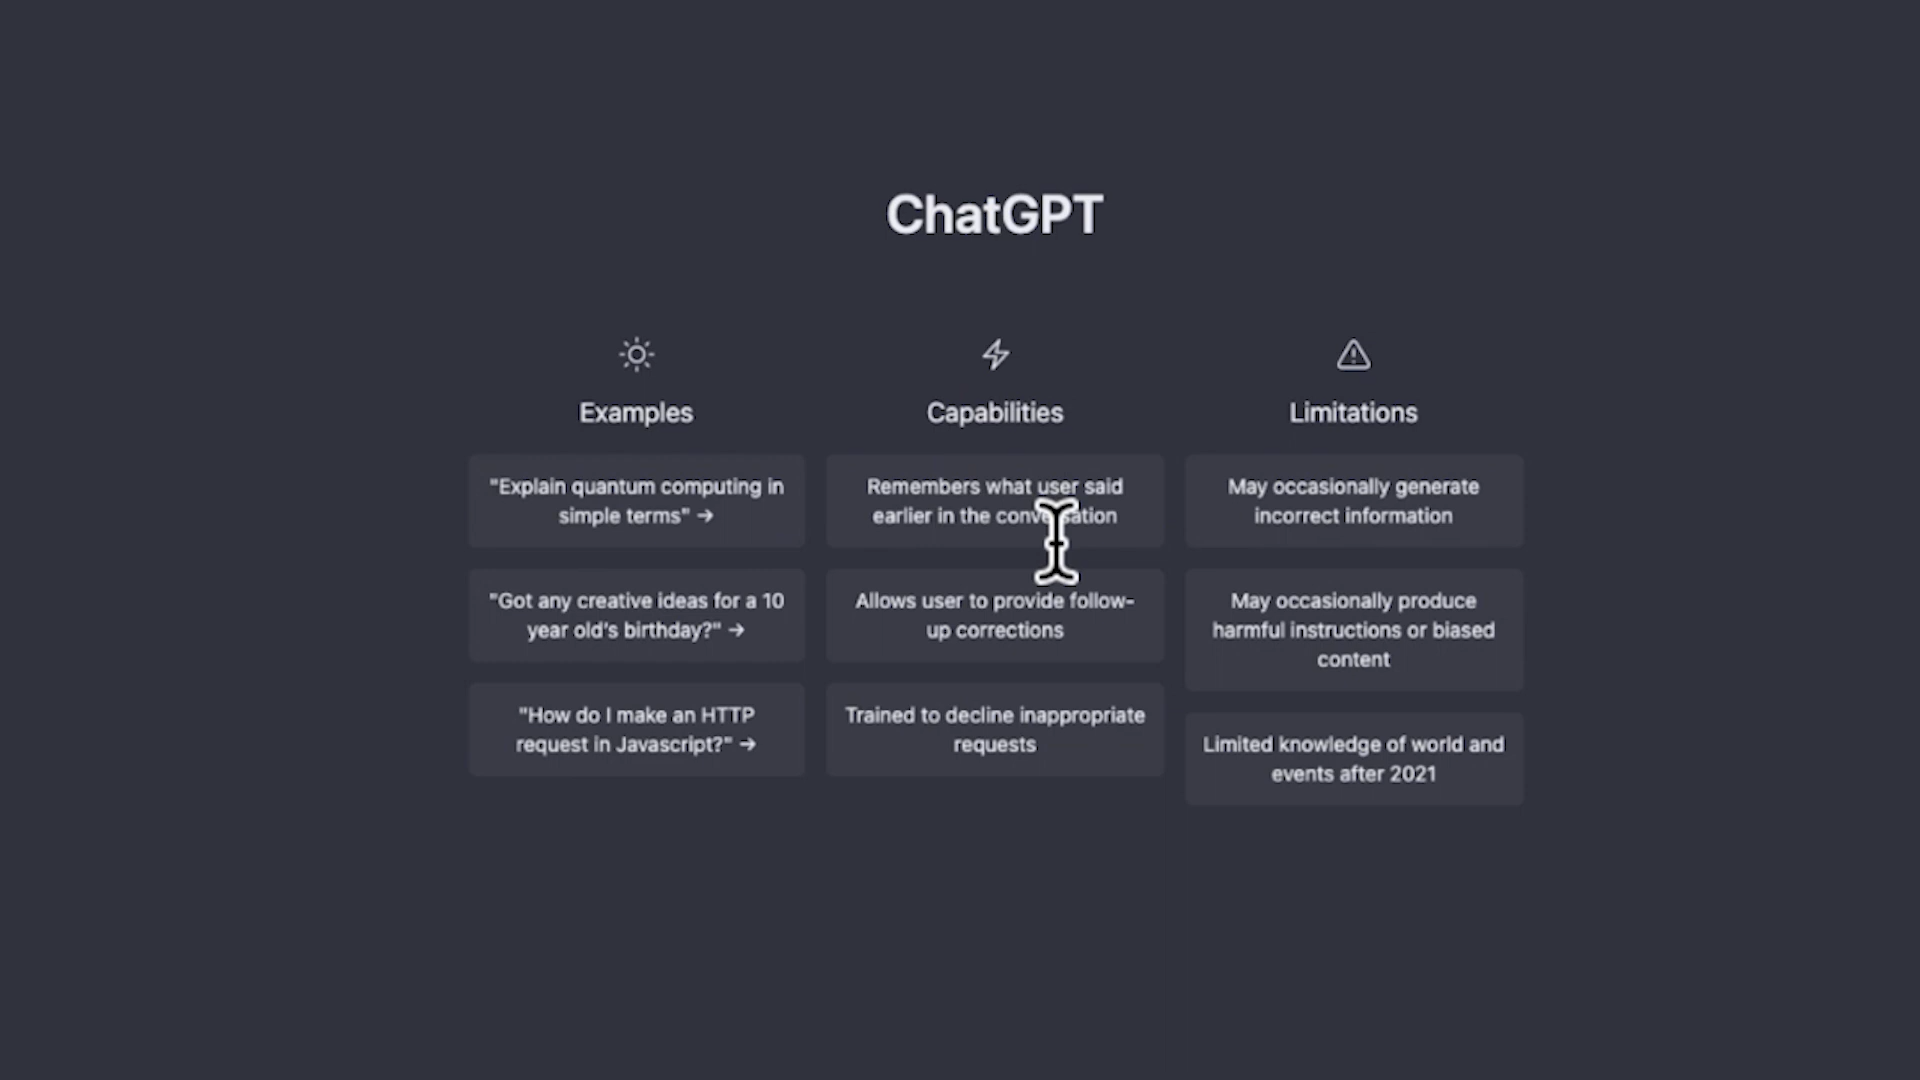 ChatGPT
Examples
"Explain quantum computing in
simple terms" →
"Got any creative ideas for a 10
year old's birthday?" →
"How do I make an HTTP
request in Javascript?" →
Capabilities
Remembers what user said
earlier in the conversation
Allows user to provide follow-
up corrections
Trained to decline inappropriate
requests
Limitations
May occasionally generate
incorrect information
May occasionally produce
harmful instructions or biased
content
Limited knowledge of world and
events after 2021